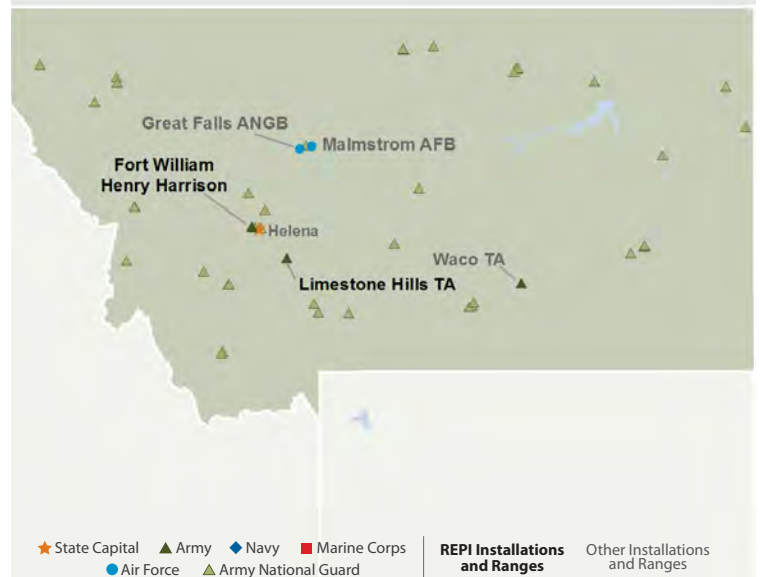 Great Falls ANGB
Malmstrom AFB
Fort William
Henry Harrison
Helena
Waco TA
Limestone Hills TA
State Capital Army Navy Marine Corps
Air Force Army National Guard
REPI Installations
and Ranges
Other Installations
and Ranges